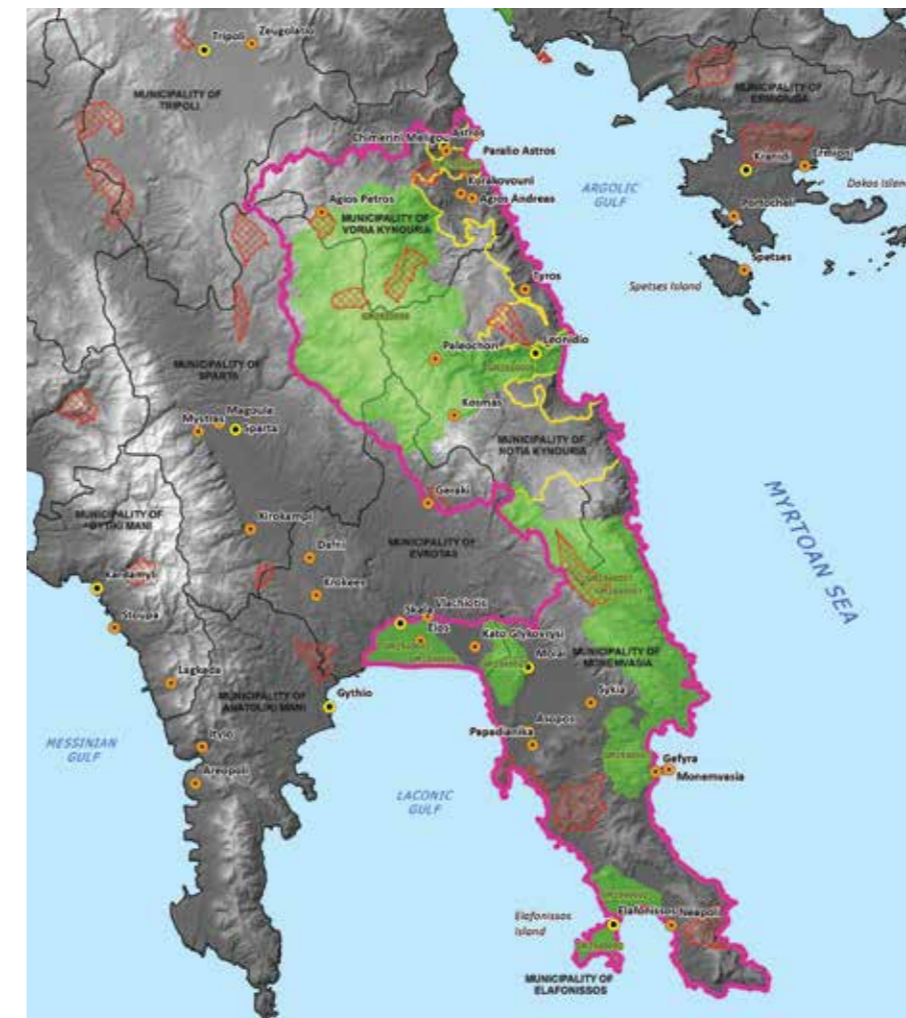 Tripoli
Zeugolatio
MUNICIPALITY OF
TRIPOLI
MUNICIPALITY OF
Chimerini Meligou
Astros
Paralio Astros
Korakovouni
Agios Andreas
Agios Petros
MUNICIPALITY OF
VORIA KYNOURIA
ARGOLIC
GULF
Kranidi
Ermioni
Dokos Island
Portocheli
Spetses
Spetses Island
Tyros
Leonidio
Paleochori
Kosmas
MUNICIPALITY OF
SPARTA
Magoula
Mystras
Sparta
MUNICIPALITY OF
NOTIA KYNOURIA
MUNICIPALITY OF
Geraki
Xirokampi
Dafni
MUNICIPALITY OF
EVROTAS
MYRTOAN SEA
Kardamyli
Stoupa
Krokees
Skala
Vlachiotis
Elos
Kato Glykovrysi
Molai
MUNICIPALITY OF
MONEMVASIA
Lagkada
MUNICIPALITY OF
ANATOLIKI MANI
Gythio
Sykia
Asopos
Papadianika
MESSINIAN
GULF
Itylo
Areopoli
Gefyra
Monemvasia
LACONIC
GULF
Elafonissos
Island
Elafonissos
Neapoli
MUNICIPALITY OF
ELAFONISSOS